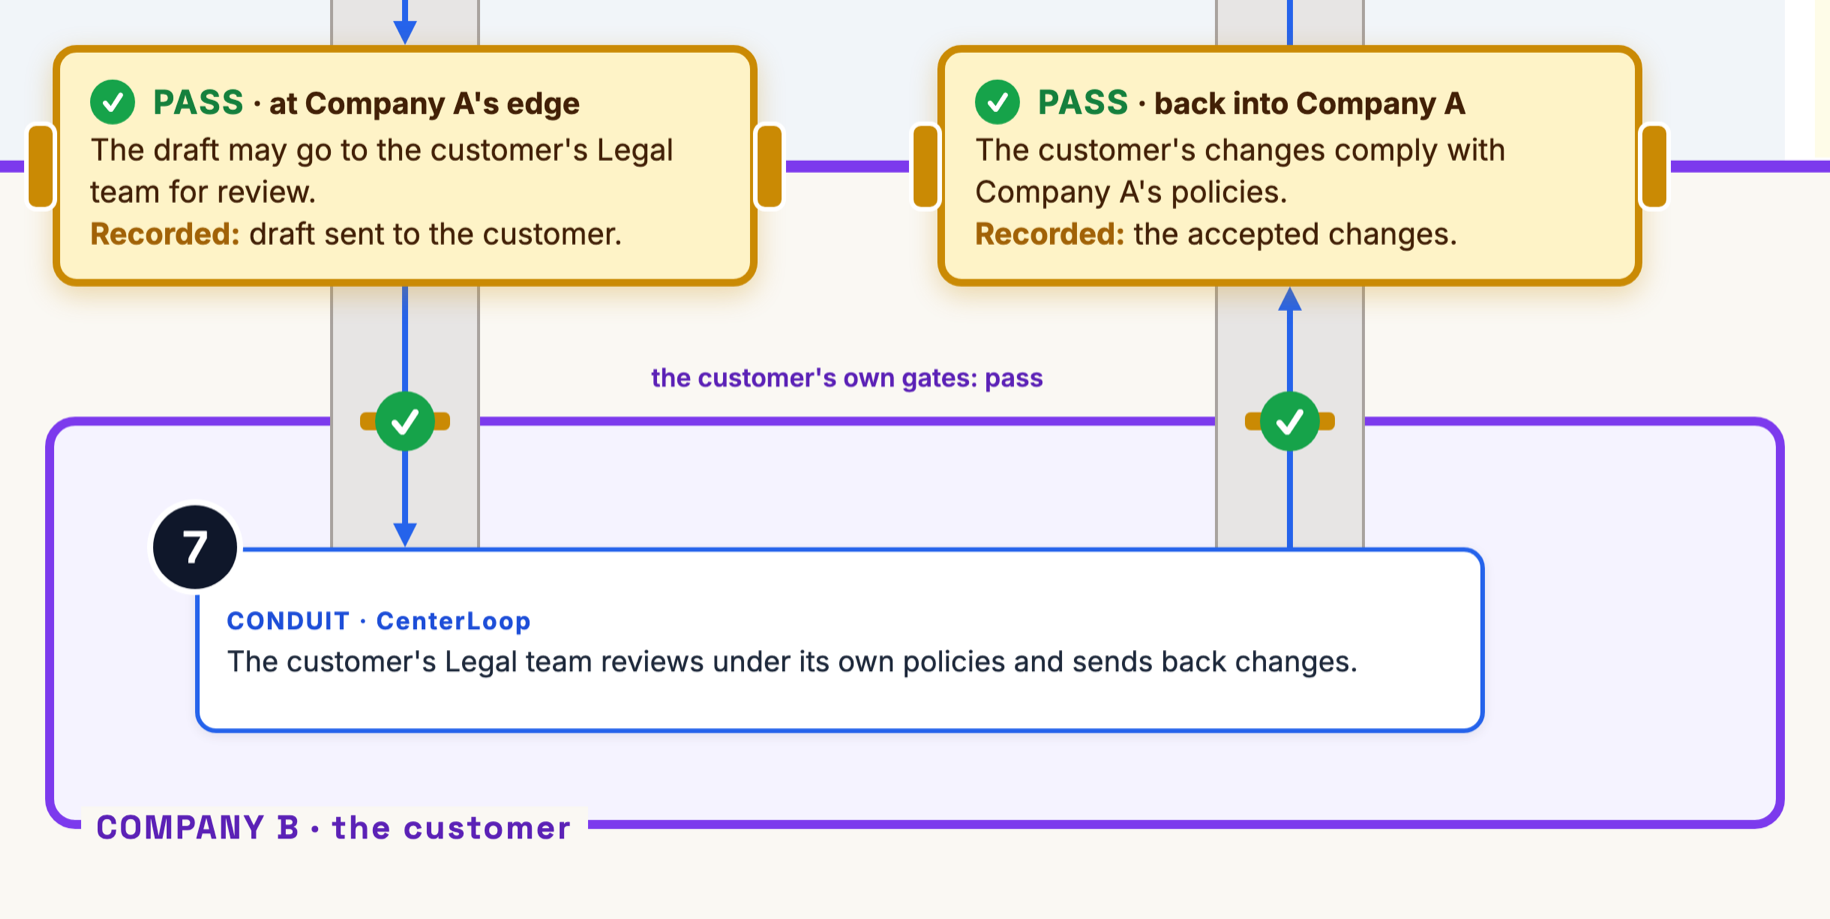 PASS · at Company A's edge
The draft may go to the customer's Legal
team for review.
Recorded: draft sent to the customer.
PASS · back into Company A
The customer's changes comply with
Company A's policies.
Recorded: the accepted changes.
the customer's own gates: pass
7
CONDUIT · CenterLoop
The customer's Legal team reviews under its own policies and sends back changes.
COMPANY B · the customer